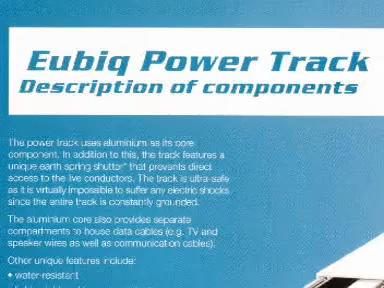 Eubiq Power Track
Description of components
The power track uses aluminium as its core
component. In addition to this, the track features a
unique earth spring shutter* that prevents direct
access to the live conductors. The track is ultra-safe
as it is virtually impossible to suffer any electric shocks
since the entire track is constantly grounded.
The aluminium core also provides separate
compartments to house data cables (e.g. TV and
speaker wires as well as communication cables).
Other unique features include:
• water-resistant